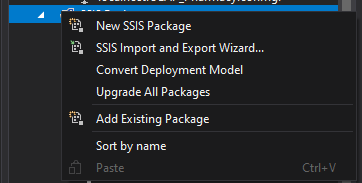 New SSIS Package
SSIS Import and Export Wizard...
Convert Deployment Model
Upgrade All Packages
Add Existing Package
Sort by name
Paste Ctrl+V